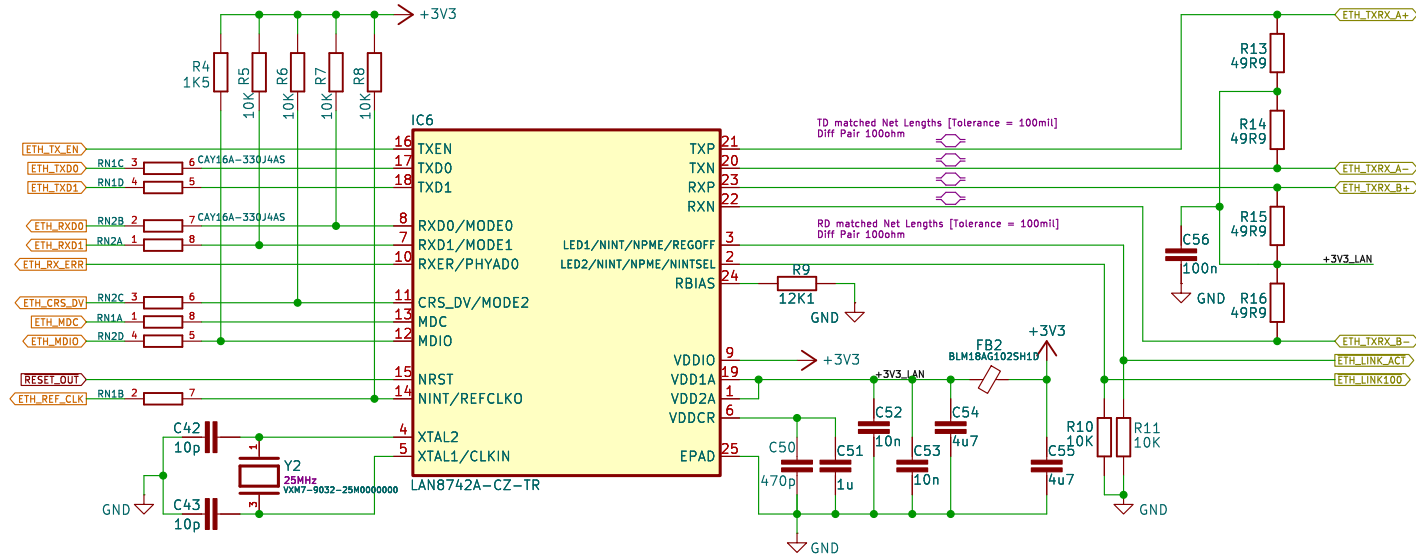 +3V3
ETH_TXRX_A+
R4
1K5
R5
10K
R6
10K
R7
10K
R8
10K
R13
49R9
IC6
TD matched Net Lengths [Tolerance = 100mil]
Diff Pair 100ohm
R14
49R9
ETH_TX_EN
16
TXEN
TXP
21
ETH_TXD0
RN1C
3
6
CAY16A-330J4AS
17
TXD0
TXN
20
ETH_TXRX_A-
ETH_TXD1
RN1D
4
5
18
TXD1
RXP
23
ETH_TXRX_B+
RXN
22
ETH_RXD0
RN2B
2
7
CAY16A-330J4AS
8
RXD0/MODE0
RD matched Net Lengths [Tolerance = 100mil]
Diff Pair 100ohm
R15
49R9
ETH_RXD1
RN2A
1
8
7
RXD1/MODE1
LED1/NINT/NPME/REGOFF
3
C56
100n
ETH_RX_ERR
10
RXER/PHYAD0
LED2/NINT/NPME/NINTSEL
2
+3V3_LAN
RBIAS
24
R9
12K1
GND
GND
R16
49R9
ETH_CRS_DV
RN2C
3
6
11
CRS_DV/MODE2
ETH_MDC
RN1A
1
8
13
MDC
ETH_MDIO
RN2D
4
5
12
MDIO
+3V3
ETH_TXRX_B-
VDDIO
9
+3V3
FB2
BLM18AG102SH1D
ETH_LINK_ACT
RESET_OUT
15
NRST
VDD1A
19
+3V3_LAN
ETH_LINK100
ETH_REF_CLK
RN1B
2
7
14
NINT/REFCLKO
VDD2A
1
VDDCR
6
C52
10n
C54
4u7
R10
10K
R11
10K
C42
10p
4
XTAL2
C50
470p
C51
1u
C53
10n
C55
4u7
5
XTAL1/CLKIN
EPAD
25
1
Y2
25MHz
VXM7-9032-25M0000000
3
LAN8742A-CZ-TR
GND
C43
10p
GND
GND